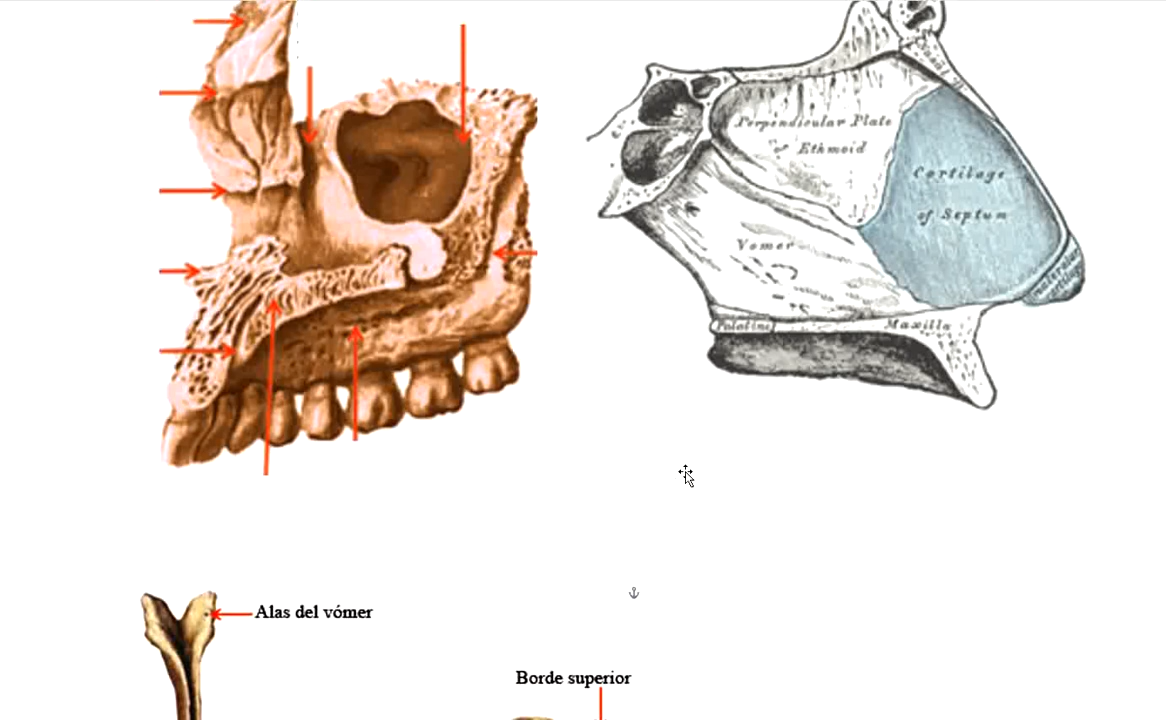 Perpendicular Plate
of Ethmoid
Cartilage
of Septum
Vomer
Palatine
Maxilla
Alas del vómer
Borde superior